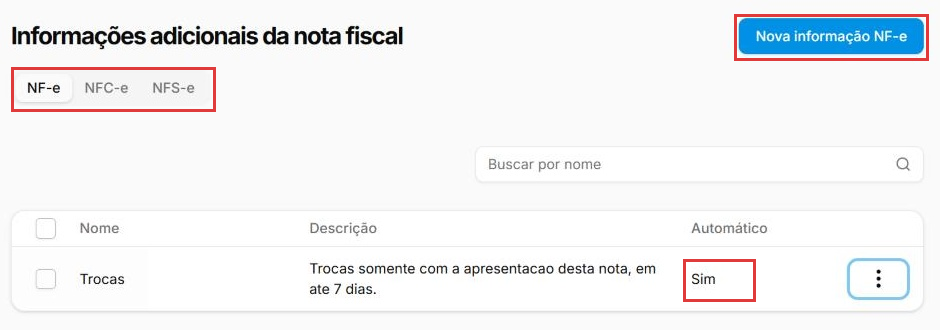 Informações adicionais da nota fiscal
Nova informação NF-e
NF-e NFC-e NFS-e
Buscar por nome
Nome Descrição Automático
Trocas Trocas somente com a apresentacao desta nota, em Sim
ate 7 dias.